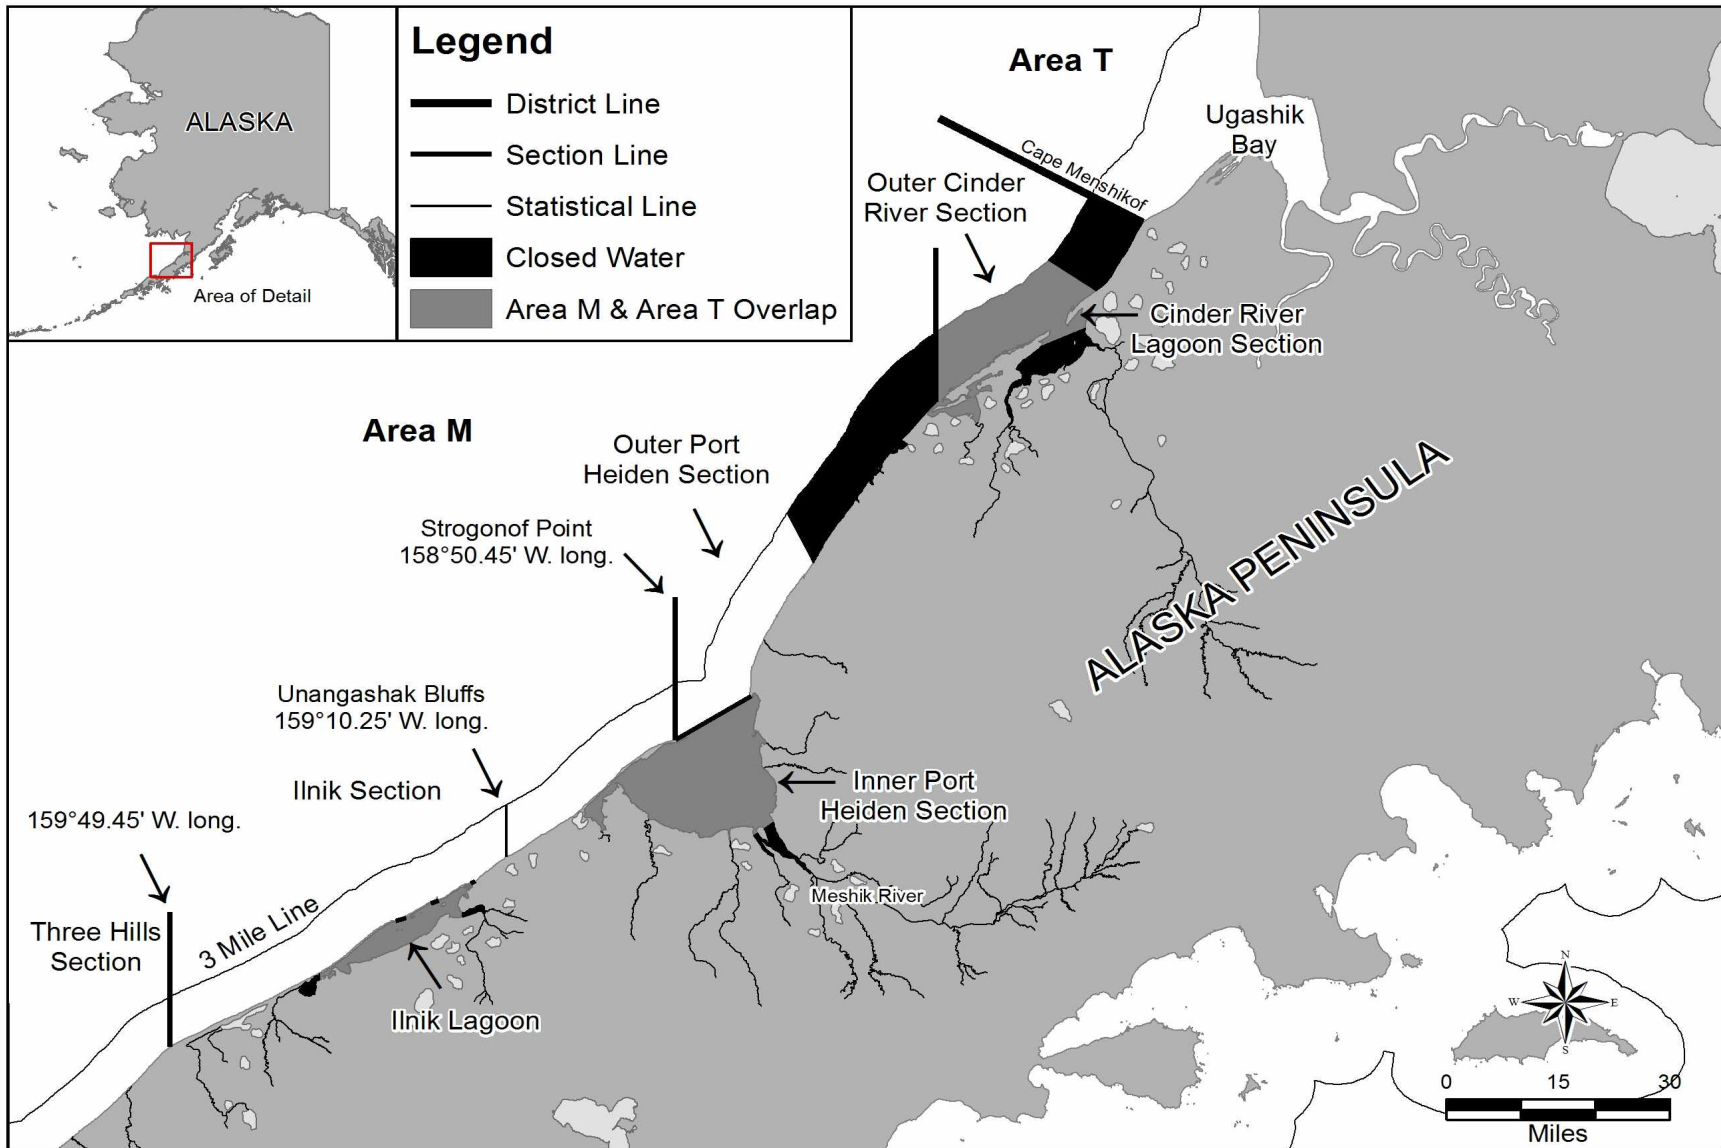 ALASKA
Area of Detail
Legend
District Line
Section Line
Statistical Line
Closed Water
Area M & Area T Overlap
Area T
Ugashik
Bay
Cape Menshikof
Outer Cinder
River Section
Cinder River
Lagoon Section
Area M
Outer Port
Heiden Section
Strogonof Point
158°50.45' W. long.
ALASKA PENINSULA
Unangashak Bluffs
159°10.25' W. long.
Ilnik Section
Inner Port
Heiden Section
159°49.45' W. long.
Meshik River
Three Hills
Section
3 Mile Line
Ilnik Lagoon
N
W
E
S
0 15 30
Miles